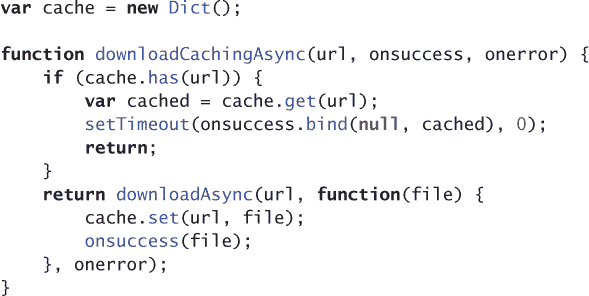 var cache = new Dict();

function downloadCachingAsync(url, onsuccess, onerror) {
    if (cache.has(url)) {
        var cached = cache.get(url);
        setTimeout(onsuccess.bind(null, cached), 0);
        return;
    }
    return downloadAsync(url, function(file) {
        cache.set(url, file);
        onsuccess(file);
    }, onerror);
}